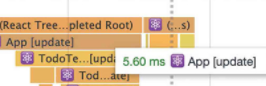 (React Tree...pleted Root) ⚛ (...s)
⚛ App [update]
⚛ TodoTe...[upda
5.60 ms ⚛ App [update]
⚛ Tod...ate]